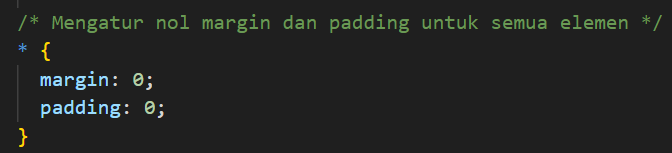 /* Mengatur nol margin dan padding untuk semua elemen */
* {
  margin: 0;
  padding: 0;
}